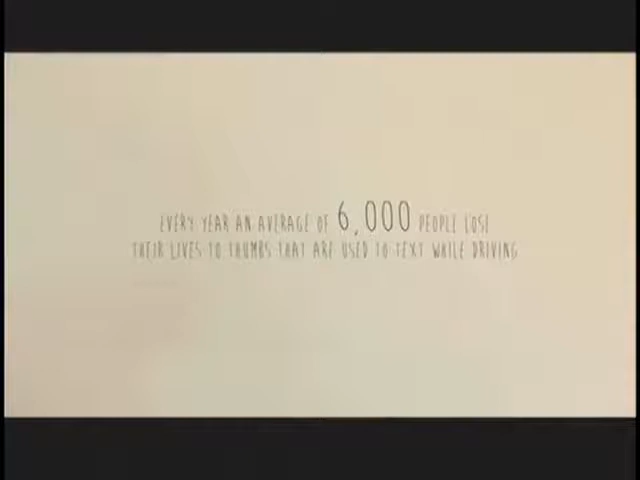 EVERY YEAR AN AVERAGE OF 6,000 PEOPLE LOSE
THEIR LIVES TO THUMBS THAT ARE USED TO TEXT WHILE DRIVING